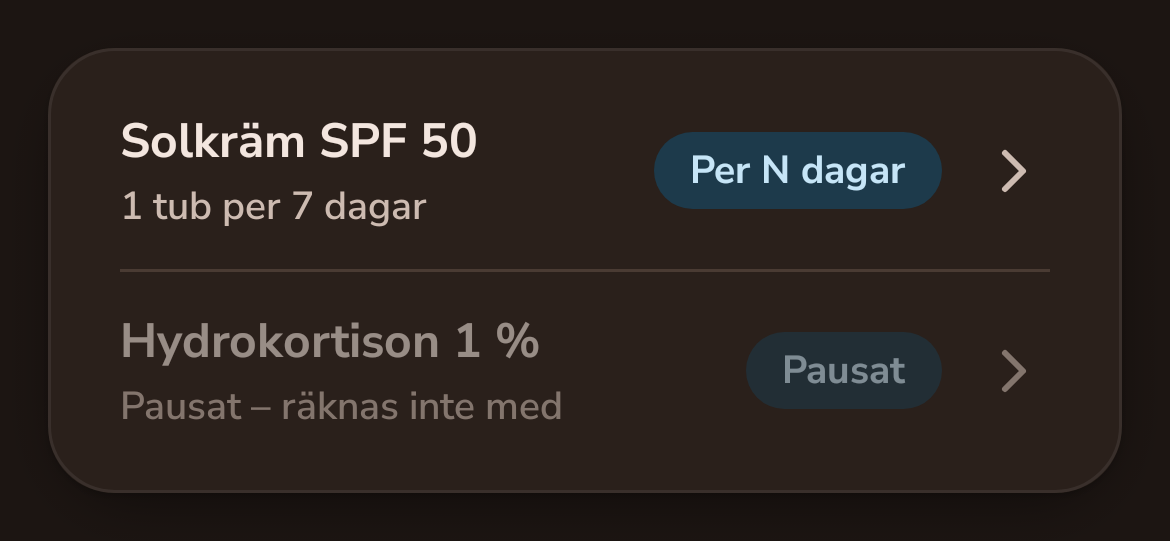 Solkräm SPF 50
1 tub per 7 dagar
Per N dagar
Hydrokortison 1 %
Pausat – räknas inte med
Pausat